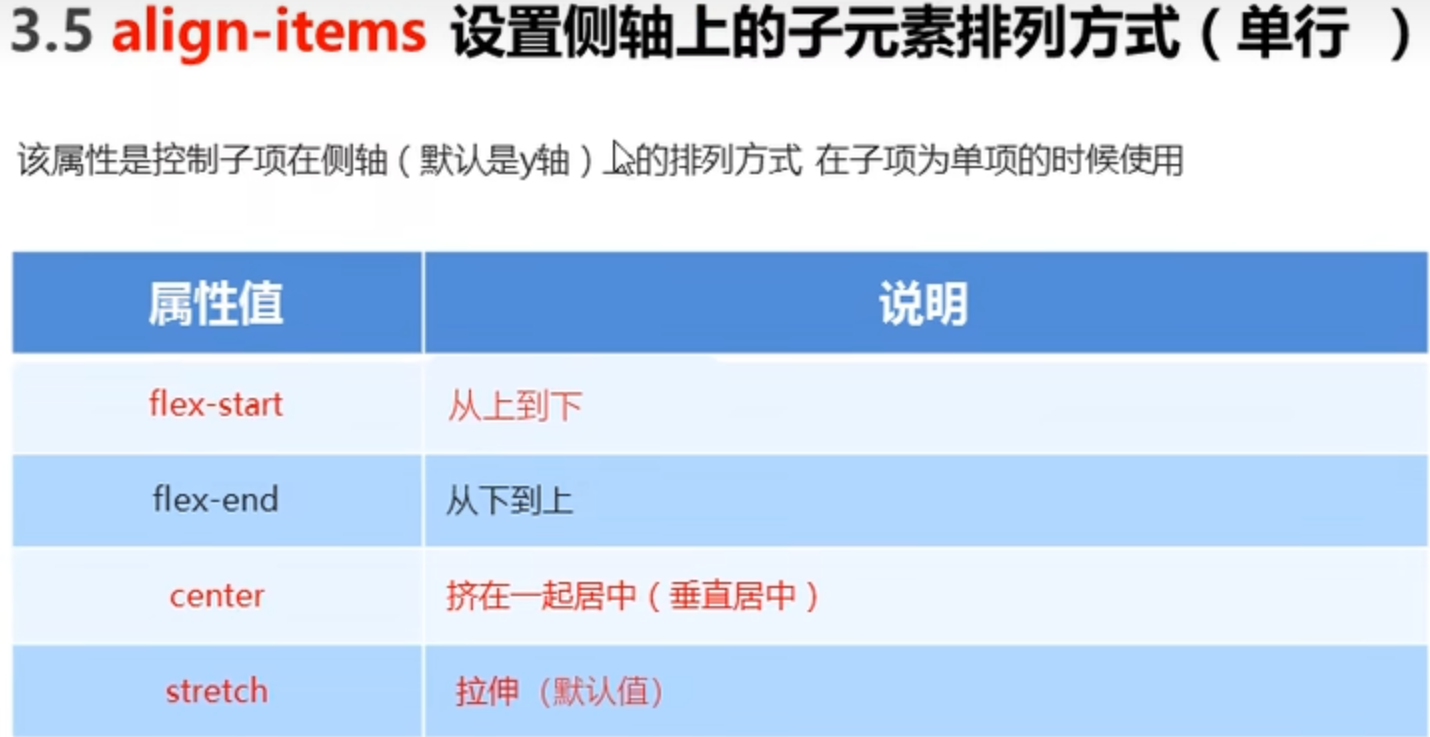 3.5 align-items 设置侧轴上的子元素排列方式（单行 ）
该属性是控制子项在侧轴（默认是y轴）上的排列方式 在子项为单项的时候使用
属性值 说明
flex-start 从上到下
flex-end 从下到上
center 挤在一起居中（垂直居中）
stretch 拉伸（默认值）